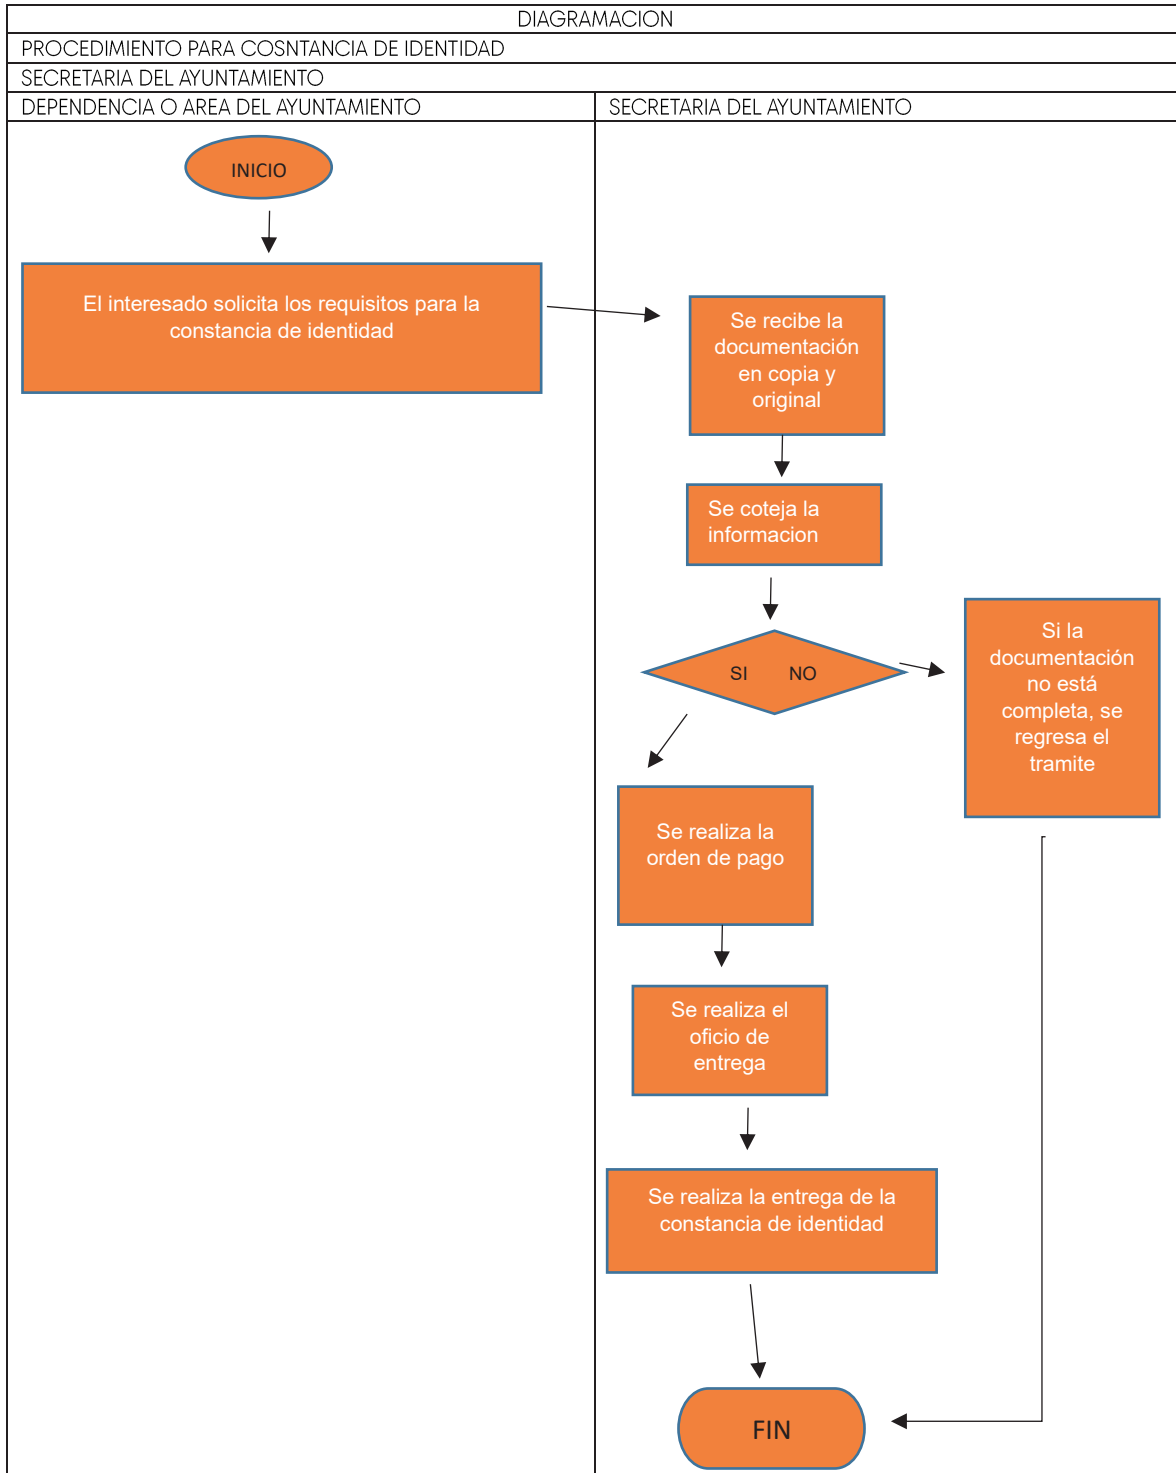 DIAGRAMACION
PROCEDIMIENTO PARA COSNTANCIA DE IDENTIDAD
SECRETARIA DEL AYUNTAMIENTO
DEPENDENCIA O AREA DEL AYUNTAMIENTO
SECRETARIA DEL AYUNTAMIENTO
INICIO
El interesado solicita los requisitos para la
constancia de identidad
Se recibe la
documentación
en copia y
original
Se coteja la
informacion
SI NO
Si la
documentación
no está
completa, se
regresa el
tramite
Se realiza la
orden de pago
Se realiza el
oficio de
entrega
Se realiza la entrega de la
constancia de identidad
FIN